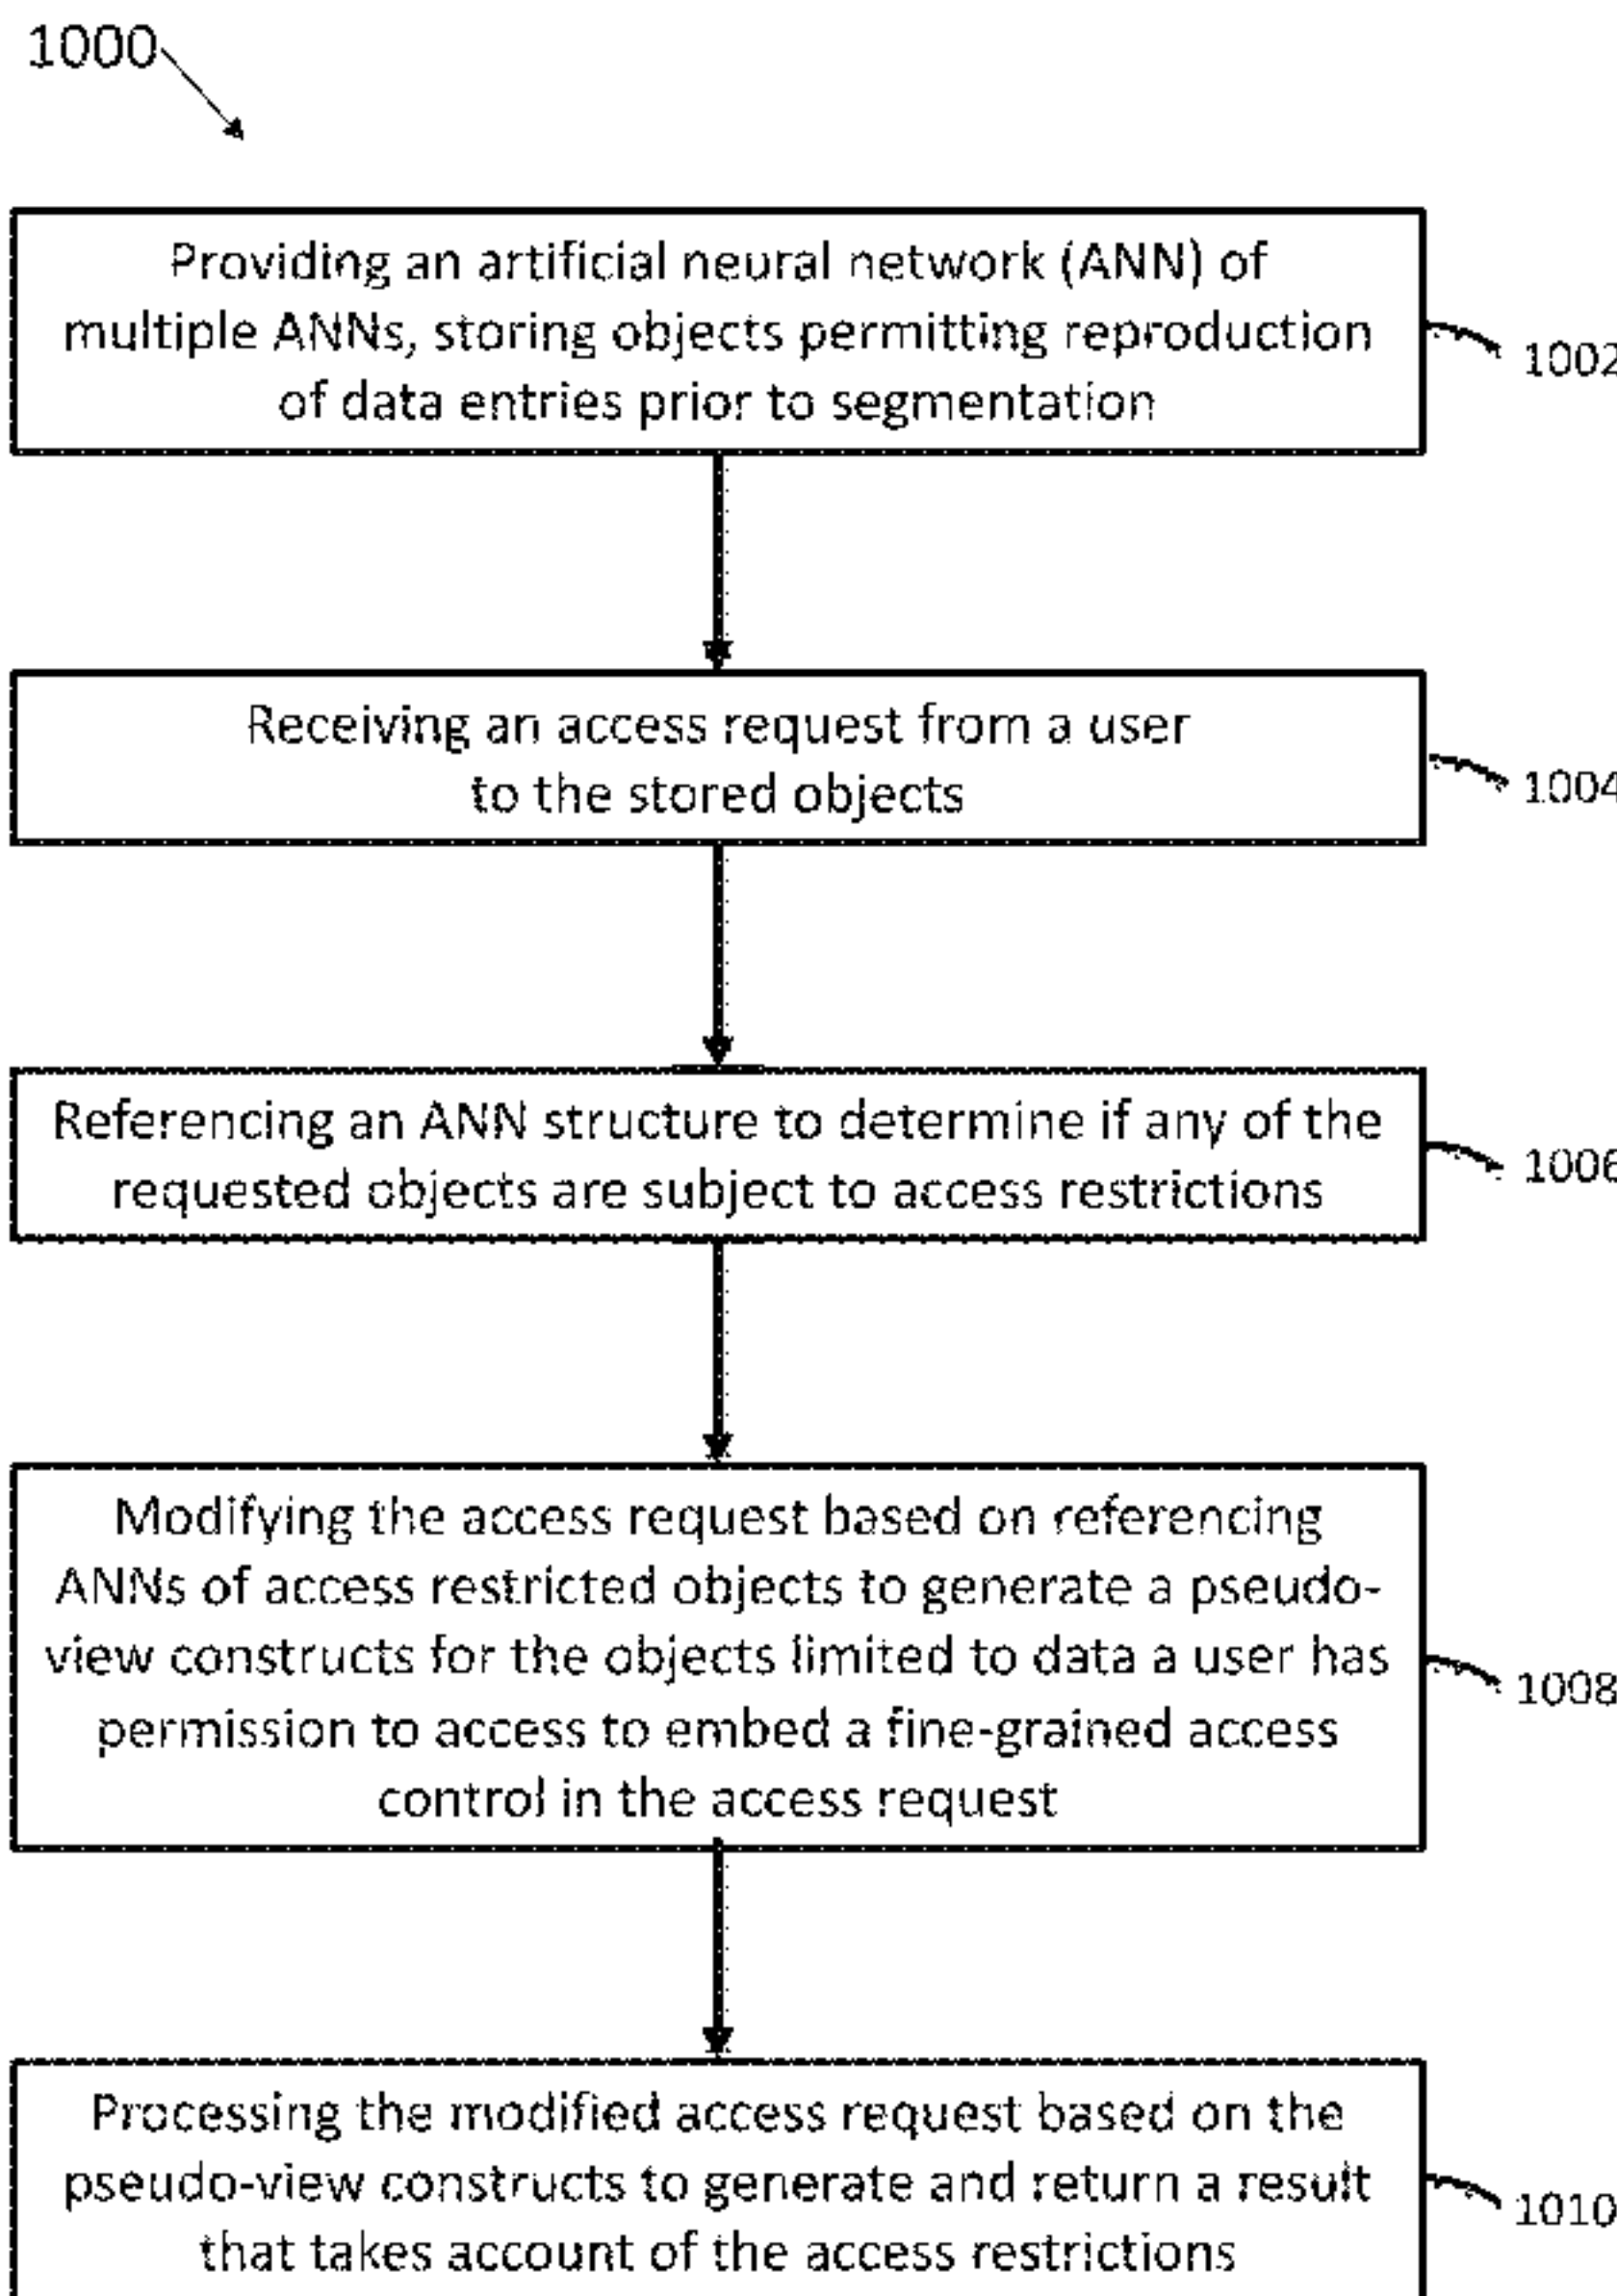 1000
Providing an artificial neural network (ANN) of
multiple ANNs, storing objects permitting reproduction
of data entries prior to segmentation
1002
Receiving an access request from a user
to the stored objects
1004
Referencing an ANN structure to determine if any of the
requested objects are subject to access restrictions
1006
Modifying the access request based on referencing
ANNs of access restricted objects to generate a pseudo-
view constructs for the objects limited to data a user has
permission to access to embed a fine-grained access
control in the access request
1008
Processing the modified access request based on the
pseudo-view constructs to generate and return a result
that takes account of the access restrictions
1010